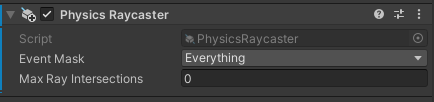 Physics Raycaster
Script PhysicsRaycaster
Event Mask Everything
Max Ray Intersections 0